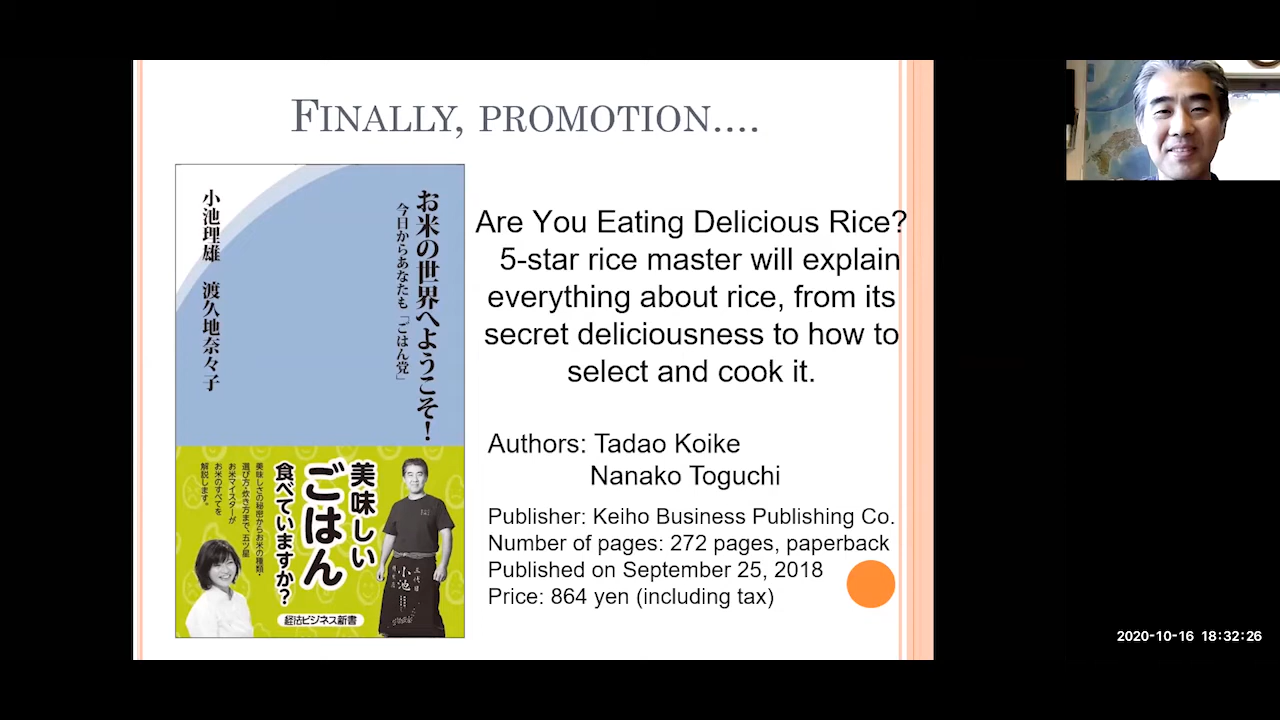 FINALLY, PROMOTION....
お米の世界へようこそ!
今日からあなたも「ごはん党」
小池理雄 渡久地奈々子
美味しい
ごはん
食べていますか?
美味しさの秘密からお米の種類・
選び方・炊き方まで、五ツ星
お米マイスターが
お米のすべてを
解説します。
小池
経法ビジネス新書
Are You Eating Delicious Rice?
5-star rice master will explain
everything about rice, from its
secret deliciousness to how to
select and cook it.
Authors: Tadao Koike
Nanako Toguchi
Publisher: Keiho Business Publishing Co.
Number of pages: 272 pages, paperback
Published on September 25, 2018
Price: 864 yen (including tax)
2020-10-16 18:32:26